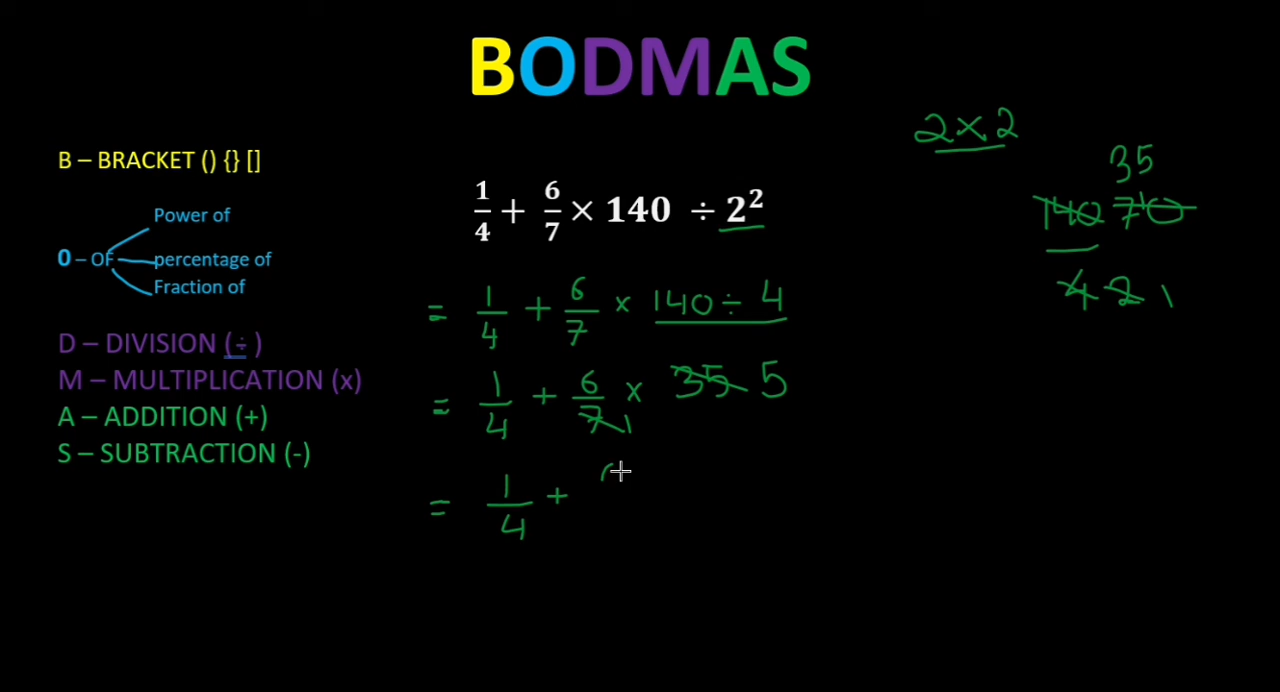 BODMAS
B – BRACKET () {} []
Power of
O – OF
percentage of
Fraction of
D – DIVISION (÷)
M – MULTIPLICATION (x)
A – ADDITION (+)
S – SUBTRACTION (-)
1/4 + 6/7 × 140 ÷ 2²
= 1/4 + 6/7 × 140 ÷ 4
= 1/4 + 6/7 1 × 35 5
= 1/4 +
2×2
35
140 70
4 2 1